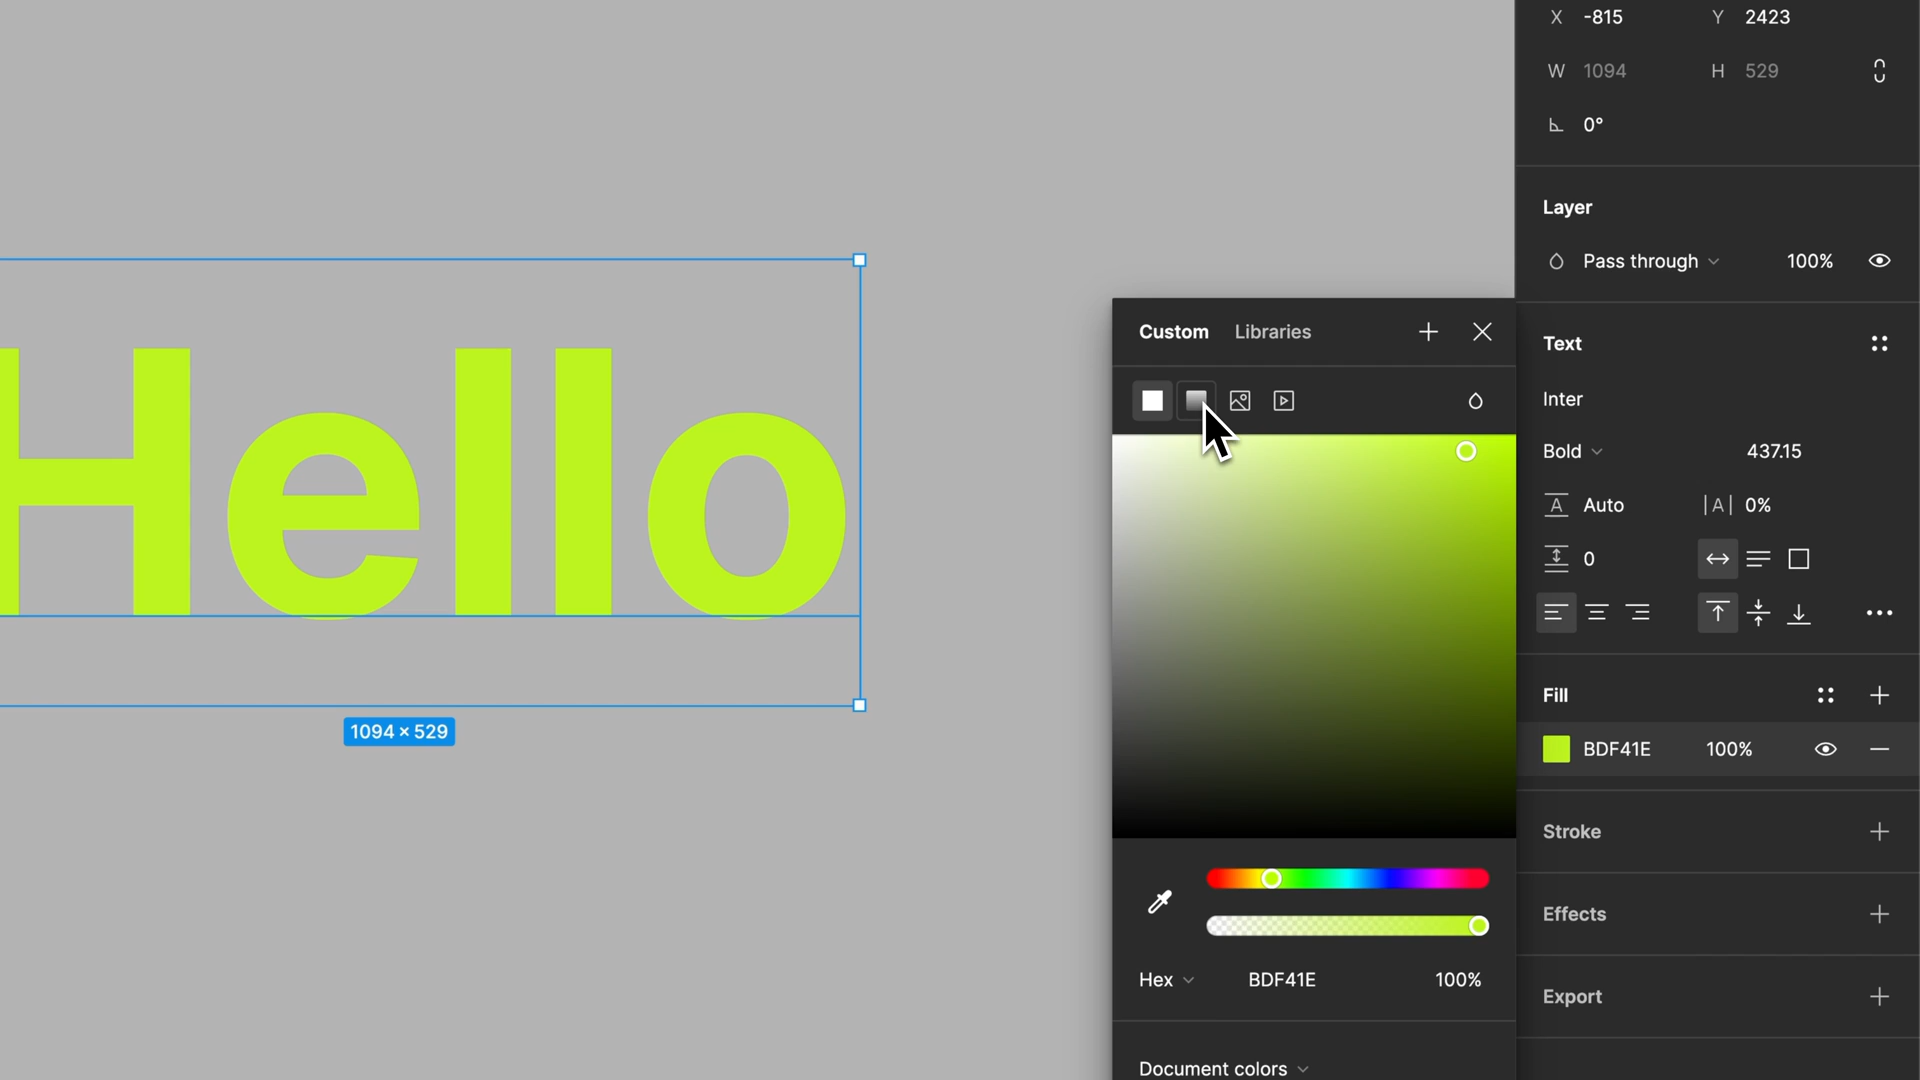 X -815 Y 2423
W 1094 H 529
0°
Layer
Pass through 100%
Custom Libraries
Text
Inter
Bold 437.15
A Auto |A| 0%
0
Hello
1094 × 529
Fill
BDF41E 100%
Stroke
Effects
Hex BDF41E 100%
Export
Document colors